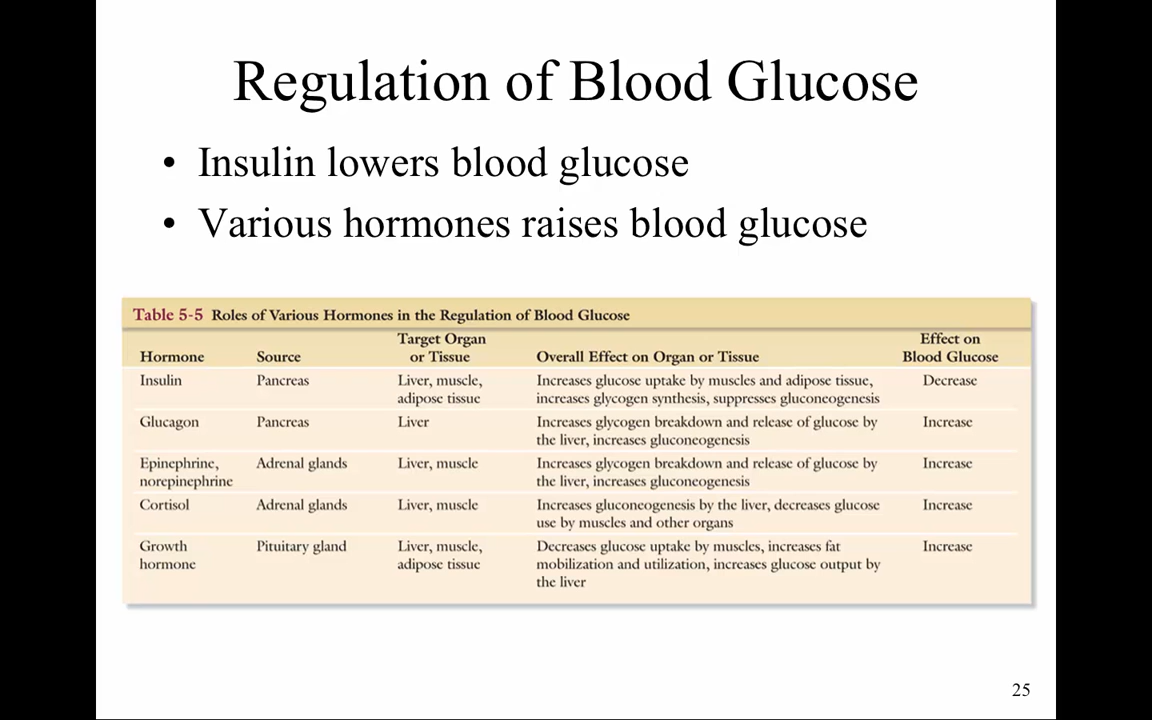 Regulation of Blood Glucose
• Insulin lowers blood glucose
• Various hormones raises blood glucose
Table 5-5 Roles of Various Hormones in the Regulation of Blood Glucose
Target Organ Effect on
Hormone Source or Tissue Overall Effect on Organ or Tissue Blood Glucose
Insulin Pancreas Liver, muscle, Increases glucose uptake by muscles and adipose tissue, Decrease
adipose tissue increases glycogen synthesis, suppresses gluconeogenesis
Glucagon Pancreas Liver Increases glycogen breakdown and release of glucose by Increase
the liver, increases gluconeogenesis
Epinephrine, Adrenal glands Liver, muscle Increases glycogen breakdown and release of glucose by Increase
norepinephrine the liver, increases gluconeogenesis
Cortisol Adrenal glands Liver, muscle Increases gluconeogenesis by the liver, decreases glucose Increase
use by muscles and other organs
Growth Pituitary gland Liver, muscle, Decreases glucose uptake by muscles, increases fat Increase
hormone adipose tissue mobilization and utilization, increases glucose output by
the liver
25